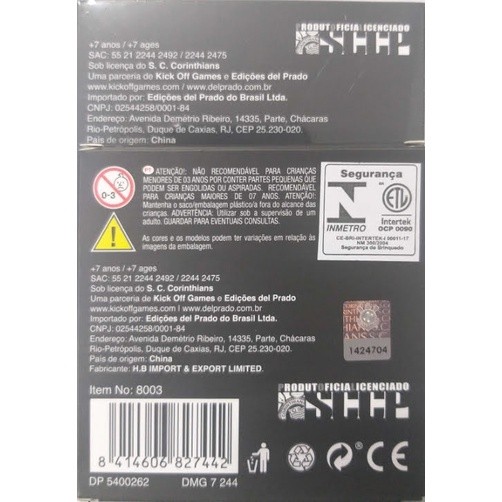 +7 anos / +7 ages
SAC: 55 21 2244 2492 / 2244 2475
Sob licença do S. C. Corinthians
Uma parceria de Kick Off Games e Edições del Prado
www.kickoffgames.com / www.delprado.com.br
Importado por: Edições del Prado do Brasil Ltda.
CNPJ: 02544258/0001-84
Endereço: Avenida Demétrio Ribeiro, 14335, Parte, Chácaras
Rio-Petrópolis, Duque de Caxias, RJ, CEP 25.230-020.
País de origem: China
PRODUTO OFICIAL LICENCIADO
SCCP
0-3
PT ATENÇÃO!: NÃO RECOMENDÁVEL PARA CRIANÇAS
MENORES DE 03 ANOS POR CONTER PARTES PEQUENAS QUE
PODEM SER ENGOLIDAS OU ASPIRADAS. RECOMENDÁVEL
PARA CRIANÇAS MAIORES DE 07 ANOS. ATENÇÃO!:
Mantenha o saco/embalagem plástico/a fora do alcance das
crianças. ADVERTÊNCIA: Utilizar sob a supervisão de um
adulto. GUARDAR PARA EVENTUAIS CONSULTAS.
As cores e os modelos podem ter variações em relação às
imagens da embalagem.
Segurança
INMETRO
ETL
Intertek
OCP 0090
NM 300/2004
Segurança de Brinquedo
+7 anos / +7 ages
SAC: 55 21 2244 2492 / 2244 2475
Sob licença do S. C. Corinthians
Uma parceria de Kick Off Games e Edições del Prado
www.kickoffgames.com / www.delprado.com.br
Importado por: Edições del Prado do Brasil Ltda.
CNPJ: 02544258/0001-84
Endereço: Avenida Demétrio Ribeiro, 14335, Parte, Chácaras
Rio-Petrópolis, Duque de Caxias, RJ, CEP 25.230-020.
País de origem: China
Fabricante: H.B IMPORT & EXPORT LIMITED.
1424704
Item No: 8003
PRODUTO OFICIAL LICENCIADO
SCCP
8 414606 827442
CE
DP 5400262 DMG 7 244